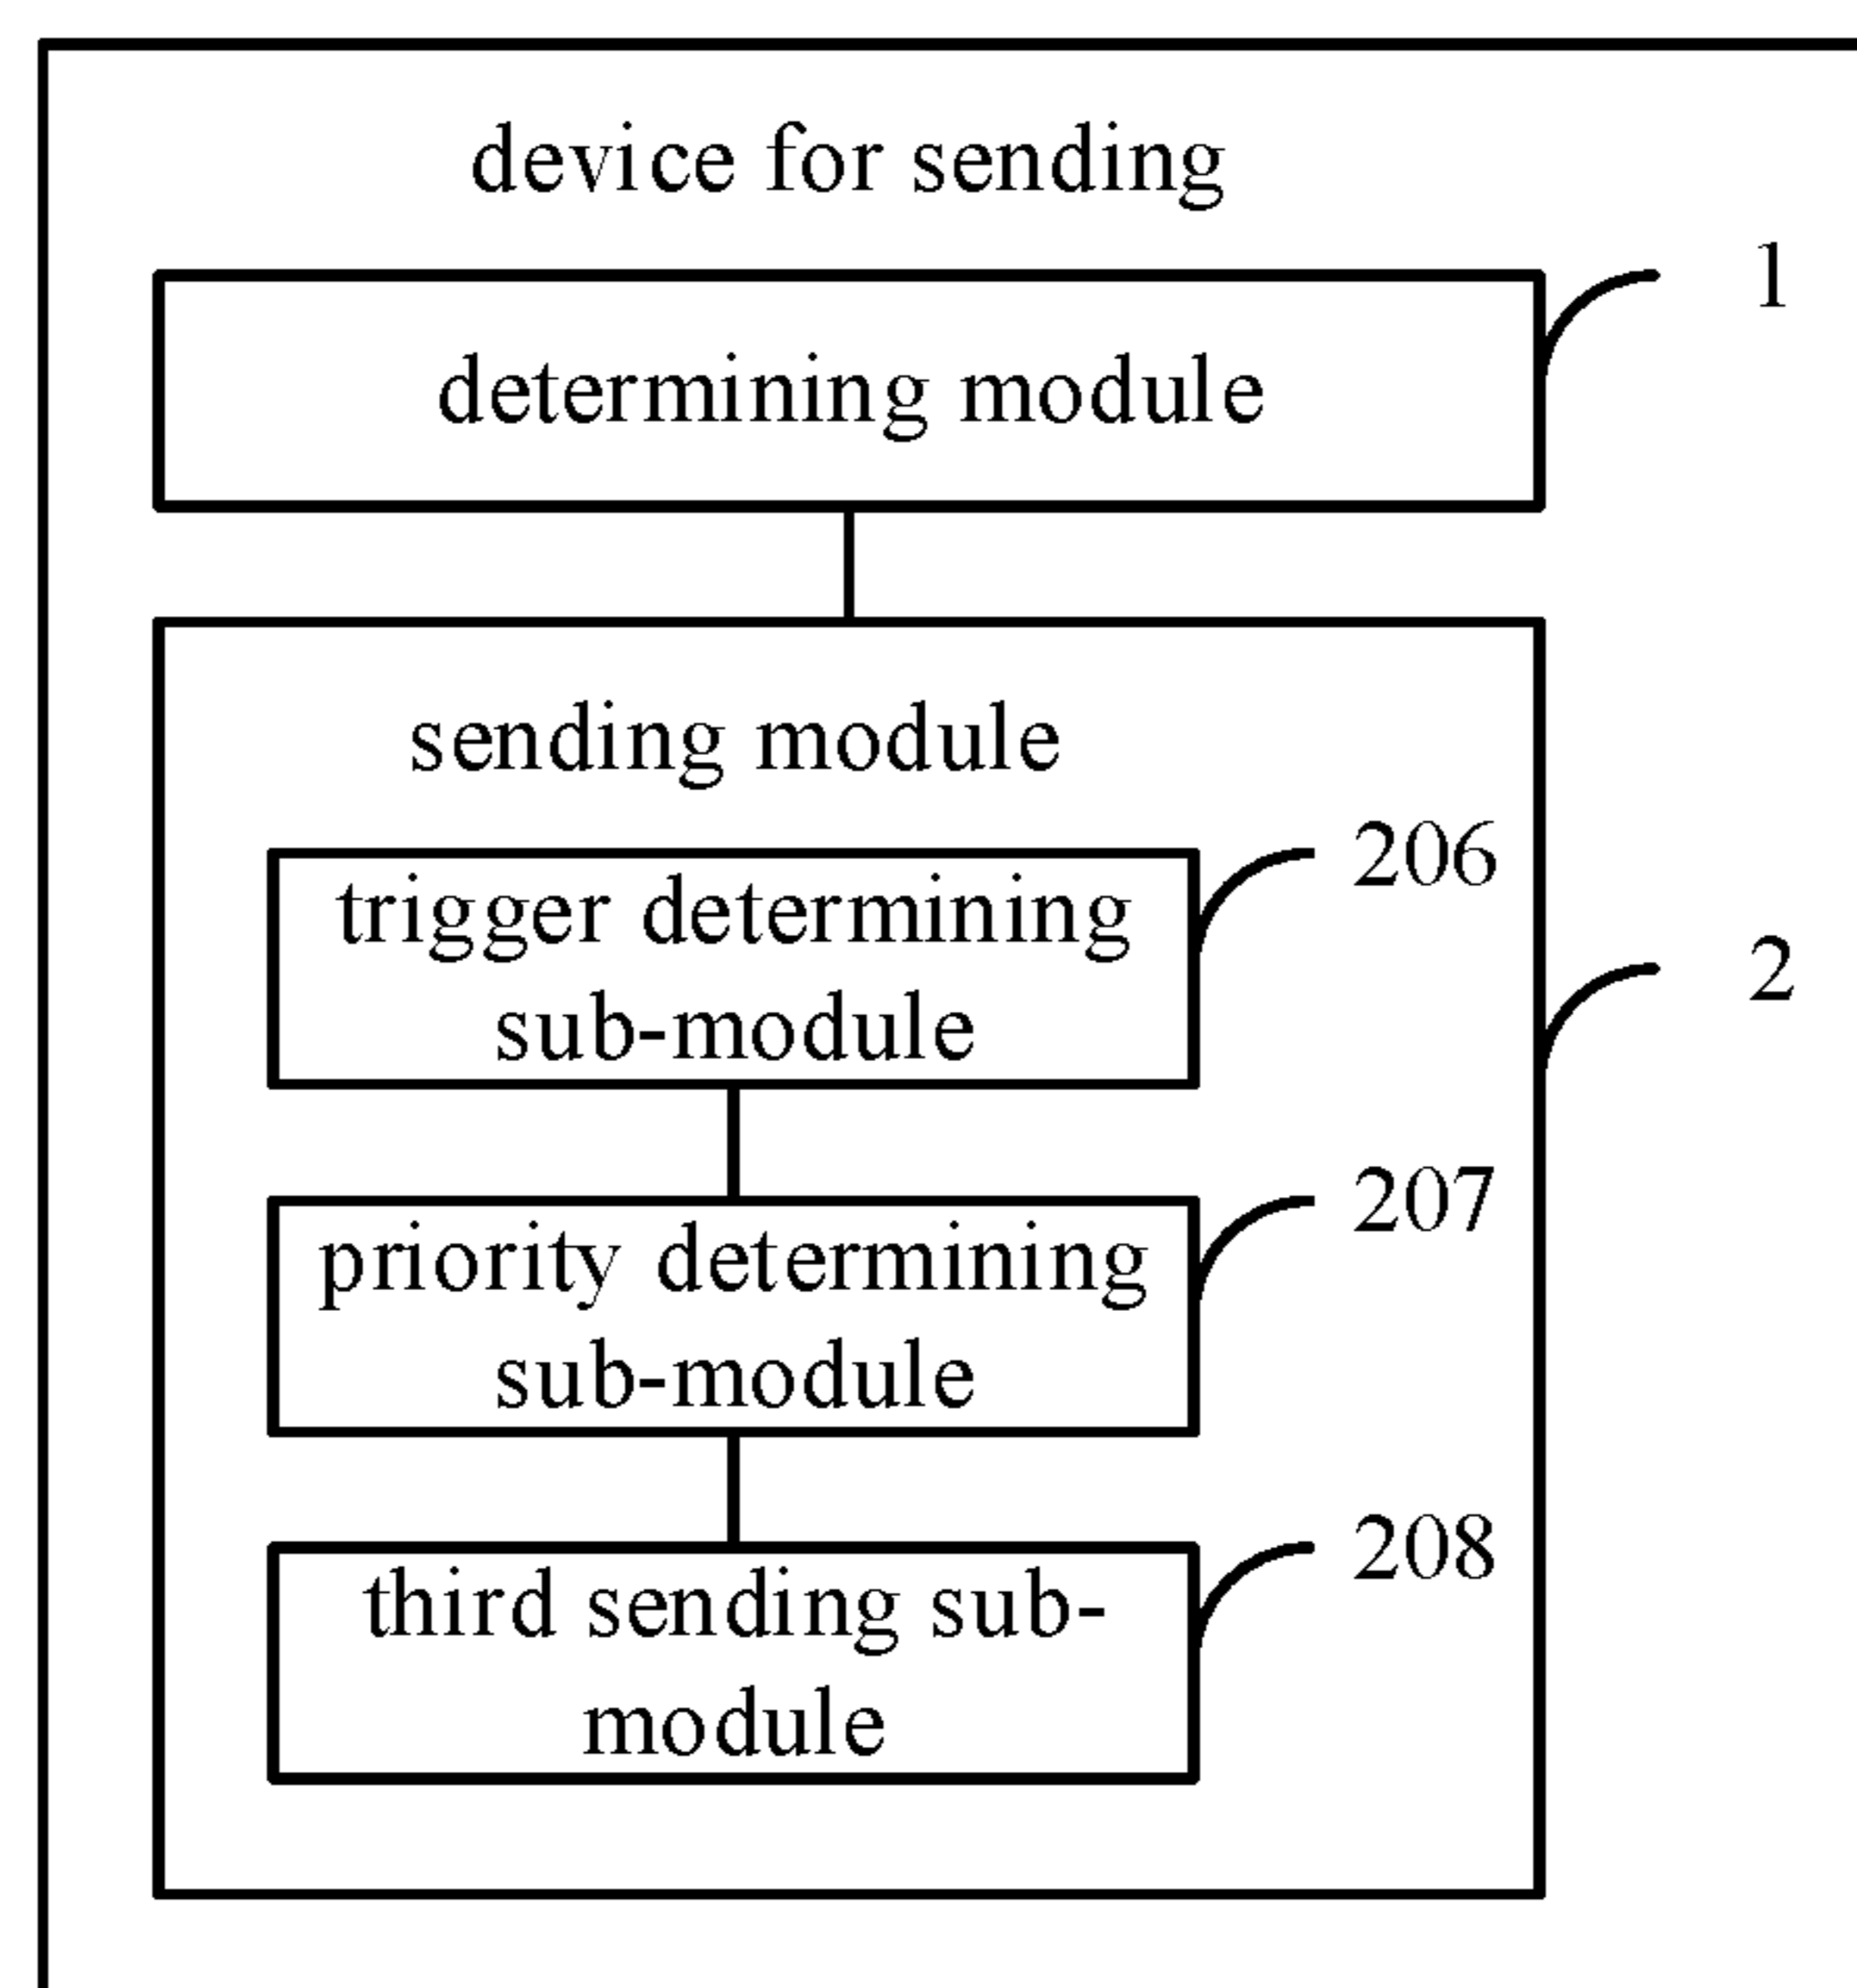 device for sending
1
determining module
sending module
206
trigger determining
sub-module
2
207
priority determining
sub-module
208
third sending sub-
module